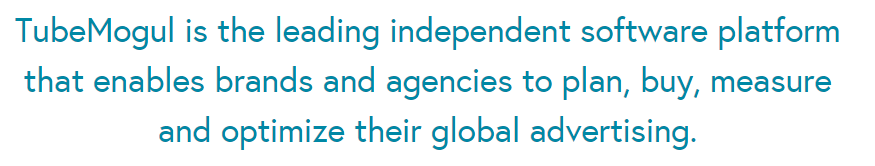 TubeMogul is the leading independent software platform
that enables brands and agencies to plan, buy, measure
and optimize their global advertising.